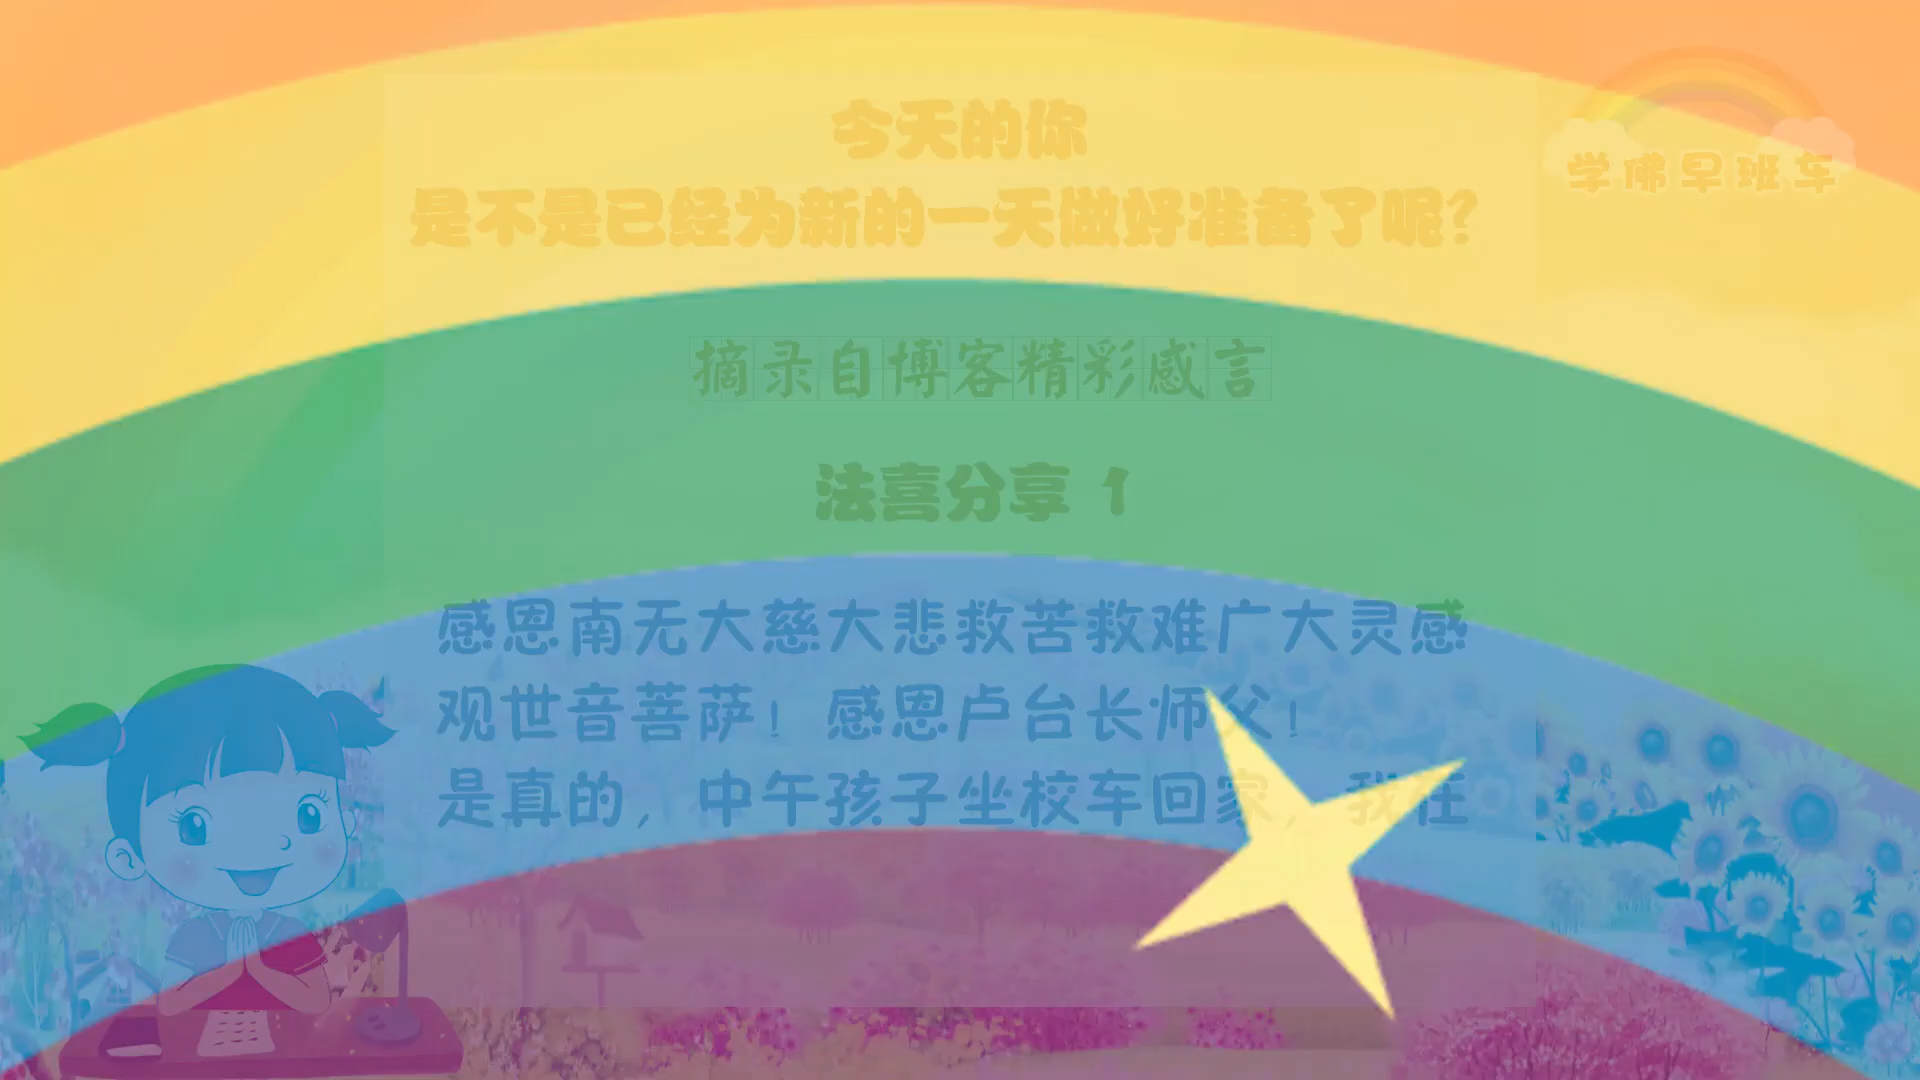 今天的你
学佛早班车
是不是已经为新的一天做好准备了呢？
摘录自博客精彩感言
法喜分享 1
感恩南无大慈大悲救苦救难广大灵感
观世音菩萨！感恩卢台长师父！
是真的，中午孩子坐校车回家，我在